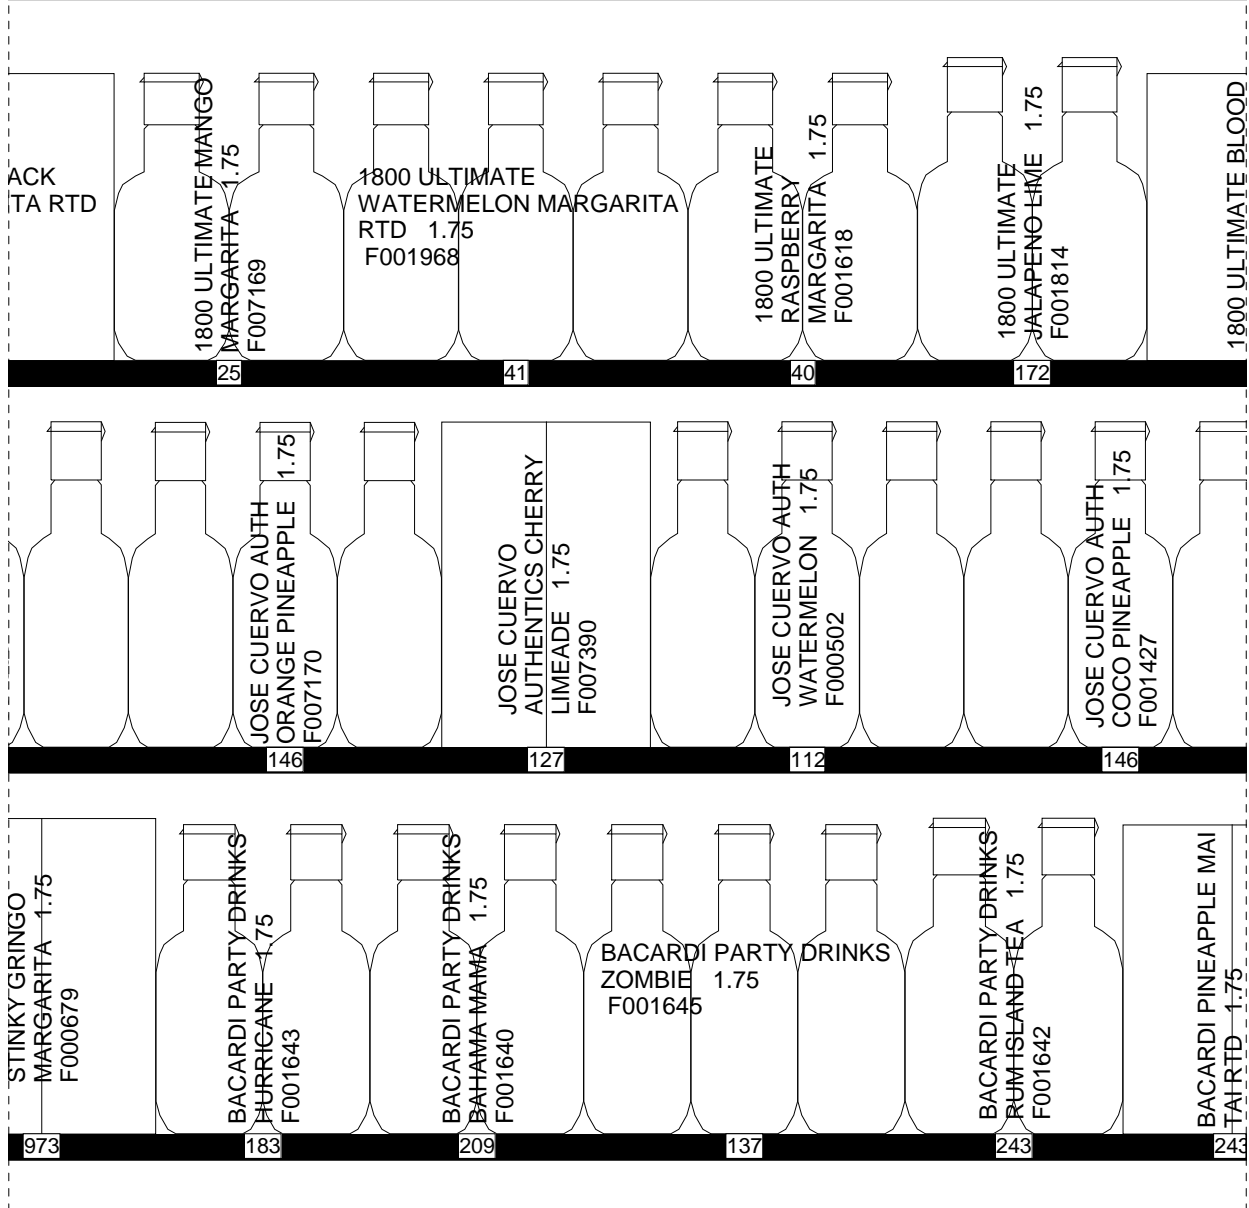 ACK
TA RTD
1800 ULTIMATE MANGO
MARGARITA 1.75
F007169
1800 ULTIMATE
WATERMELON MARGARITA
RTD 1.75
F001968
1800 ULTIMATE
RASPBERRY
MARGARITA 1.75
F001618
1800 ULTIMATE
JALAPENO LIME 1.75
F001814
1800 ULTIMATE BLOOD
25
41
40
172
JOSE CUERVO AUTH
ORANGE PINEAPPLE 1.75
F007170
JOSE CUERVO
AUTHENTICS CHERRY
LIMEADE 1.75
F007390
JOSE CUERVO AUTH
WATERMELON 1.75
F000502
JOSE CUERVO AUTH
COCO PINEAPPLE 1.75
F001427
146
127
112
146
STINKY GRINGO
MARGARITA 1.75
F000679
BACARDI PARTY DRINKS
HURRICANE 1.75
F001643
BACARDI PARTY DRINKS
BAHAMA MAMA 1.75
F001640
BACARDI PARTY DRINKS
ZOMBIE 1.75
F001645
BACARDI PARTY DRINKS
RUM ISLAND TEA 1.75
F001642
BACARDI PINEAPPLE MAI
TAI RTD 1.75
973
183
209
137
243
243